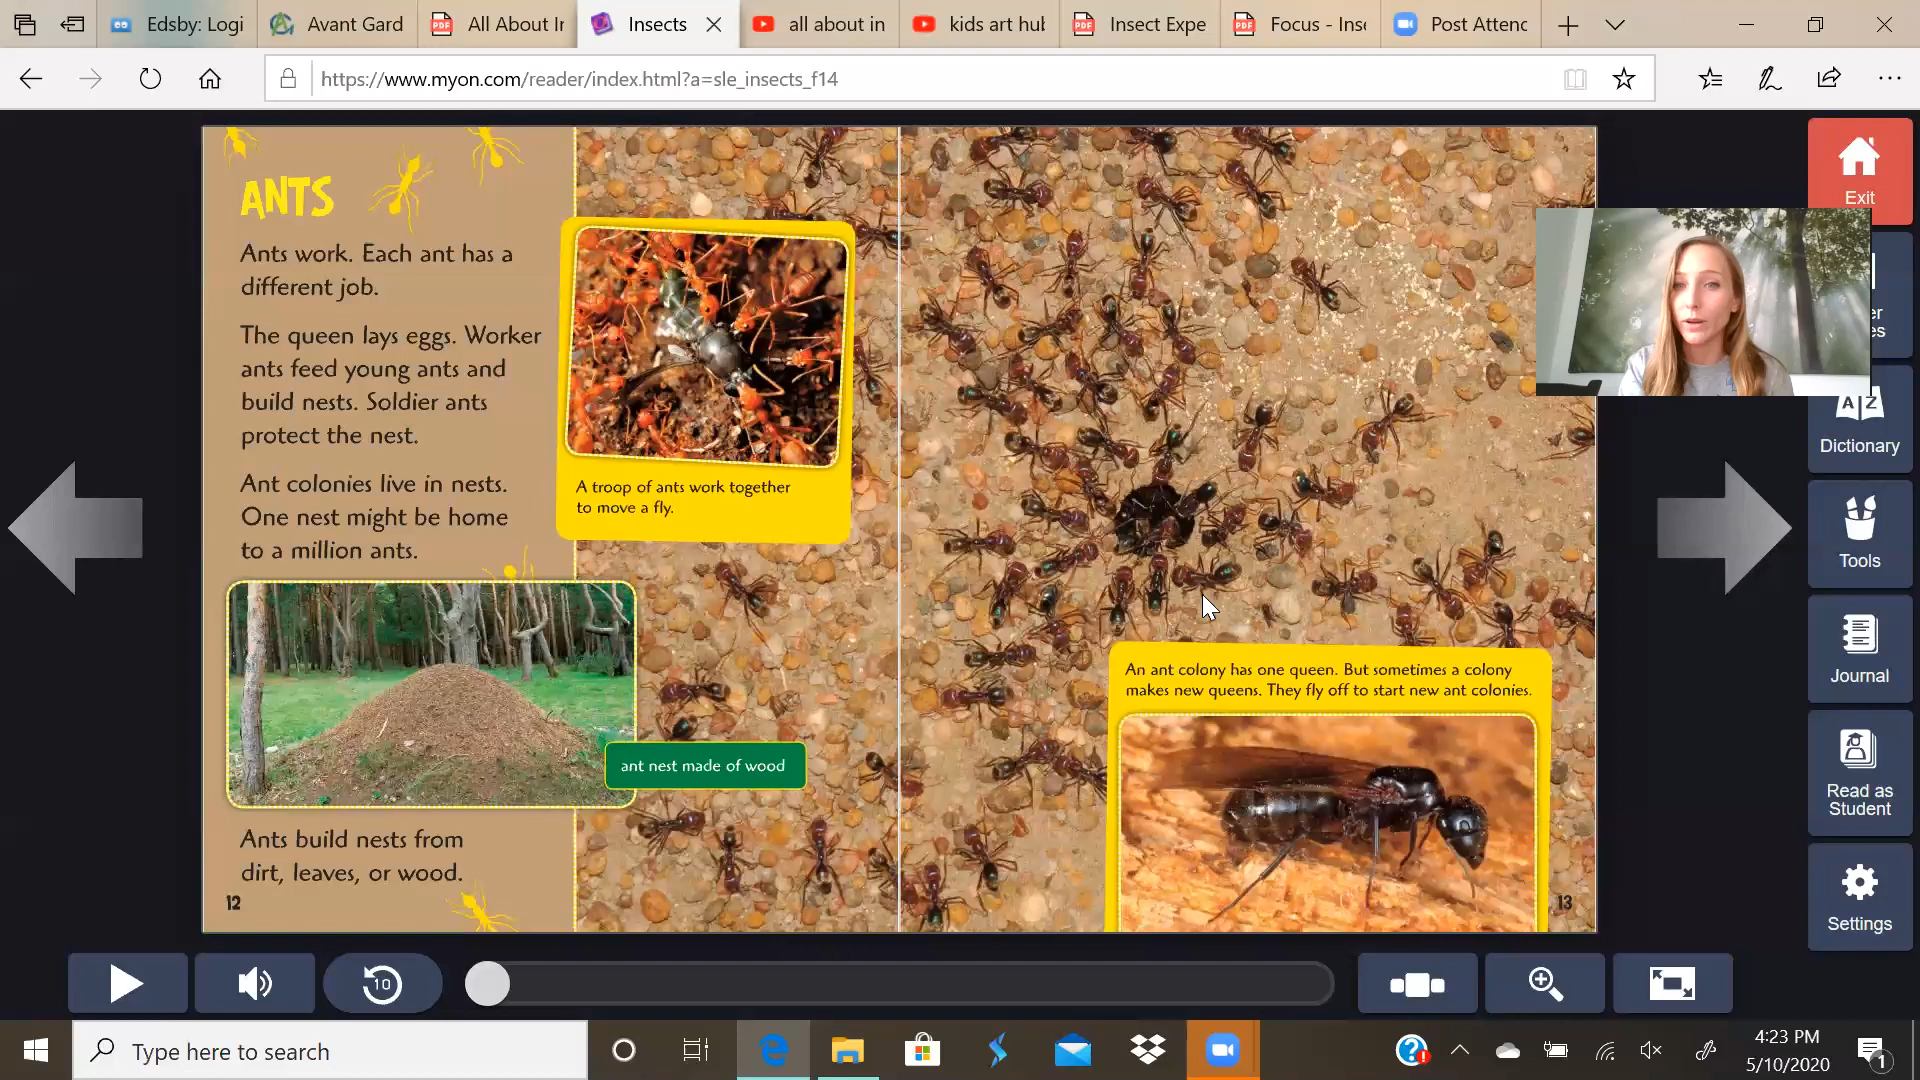 Edsby: Logi
Avant Gard
All About Ir
Insects
all about in
kids art hub
Insect Expe
Focus - Inse
Post Attend
https://www.myon.com/reader/index.html?a=sle_insects_f14
ANTS
Ants work. Each ant has a
different job.
The queen lays eggs. Worker
ants feed young ants and
build nests. Soldier ants
protect the nest.
Ant colonies live in nests.
One nest might be home
to a million ants.
A troop of ants work together
to move a fly.
ant nest made of wood
Ants build nests from
dirt, leaves, or wood.
12
An ant colony has one queen. But sometimes a colony
makes new queens. They fly off to start new ant colonies.
13
Exit
A|Z
Dictionary
Tools
Journal
Read as
Student
Settings
10
Type here to search
4:23 PM
5/10/2020
1